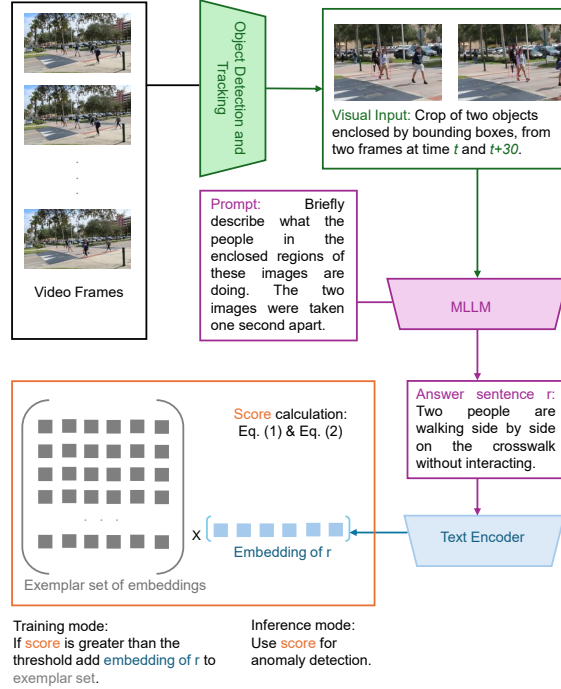 Object Detection and
Tracking
Visual Input: Crop of two objects
enclosed by bounding boxes, from
two frames at time t and t+30.
Video Frames
Prompt: Briefly
describe what the
people in the
enclosed regions of
these images are
doing. The two
images were taken
one second apart.
MLLM
Answer sentence r:
Two people are
walking side by side
on the crosswalk
without interacting.
Score calculation:
Eq. (1) & Eq. (2)
. . .
X
Embedding of r
Text Encoder
Exemplar set of embeddings
Training mode:
If score is greater than the
threshold add embedding of r to
exemplar set.
Inference mode:
Use score for
anomaly detection.